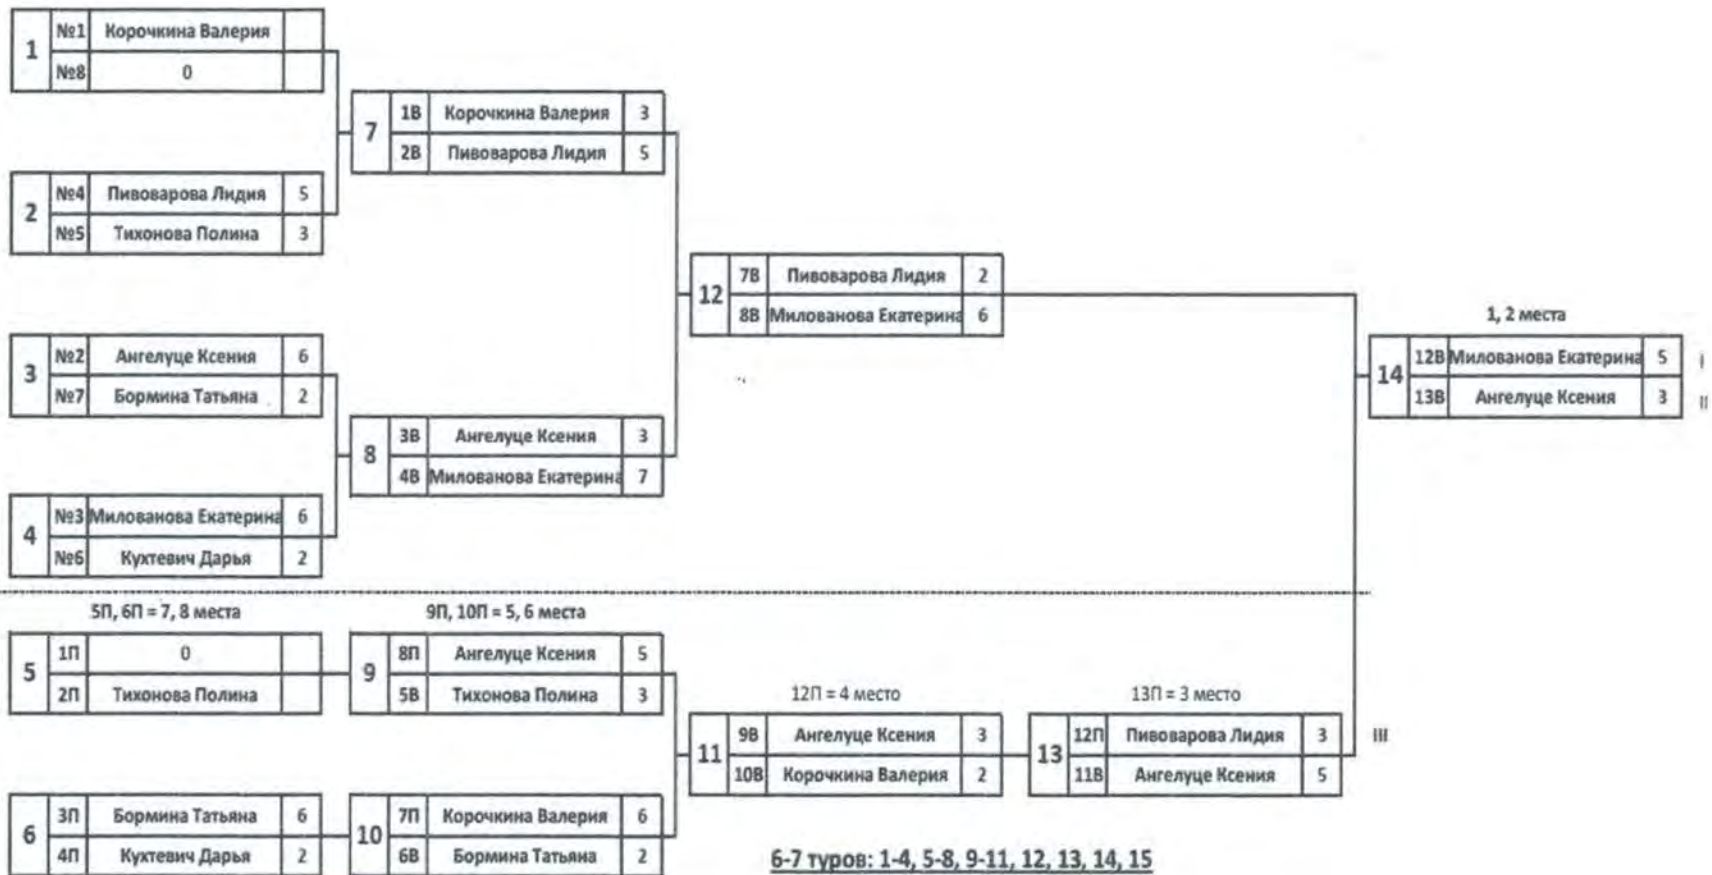 1 №1 Корочкина Валерия
№8 0
7 1В Корочкина Валерия 3
2В Пивоварова Лидия 5
2 №4 Пивоварова Лидия 5
№5 Тихонова Полина 3
12 7В Пивоварова Лидия 2
8В Милованова Екатерина 6
1, 2 места
3 №2 Ангелуце Ксения 6
№7 Бормина Татьяна 2
14 12В Милованова Екатерина 5 I
13В Ангелуце Ксения 3 II
8 3В Ангелуце Ксения 3
4В Милованова Екатерина 7
4 №3 Милованова Екатерина 6
№6 Кухтевич Дарья 2
5П, 6П = 7, 8 места
9П, 10П = 5, 6 места
5 1П 0
2П Тихонова Полина
9 8П Ангелуце Ксения 5
5В Тихонова Полина 3
12П = 4 место
13П = 3 место
11 9В Ангелуце Ксения 3
10В Корочкина Валерия 2
13 12П Пивоварова Лидия 3 III
11В Ангелуце Ксения 5
6 3П Бормина Татьяна 6
4П Кухтевич Дарья 2
10 7П Корочкина Валерия 6
6В Бормина Татьяна 2
6-7 туров: 1-4, 5-8, 9-11, 12, 13, 14, 15